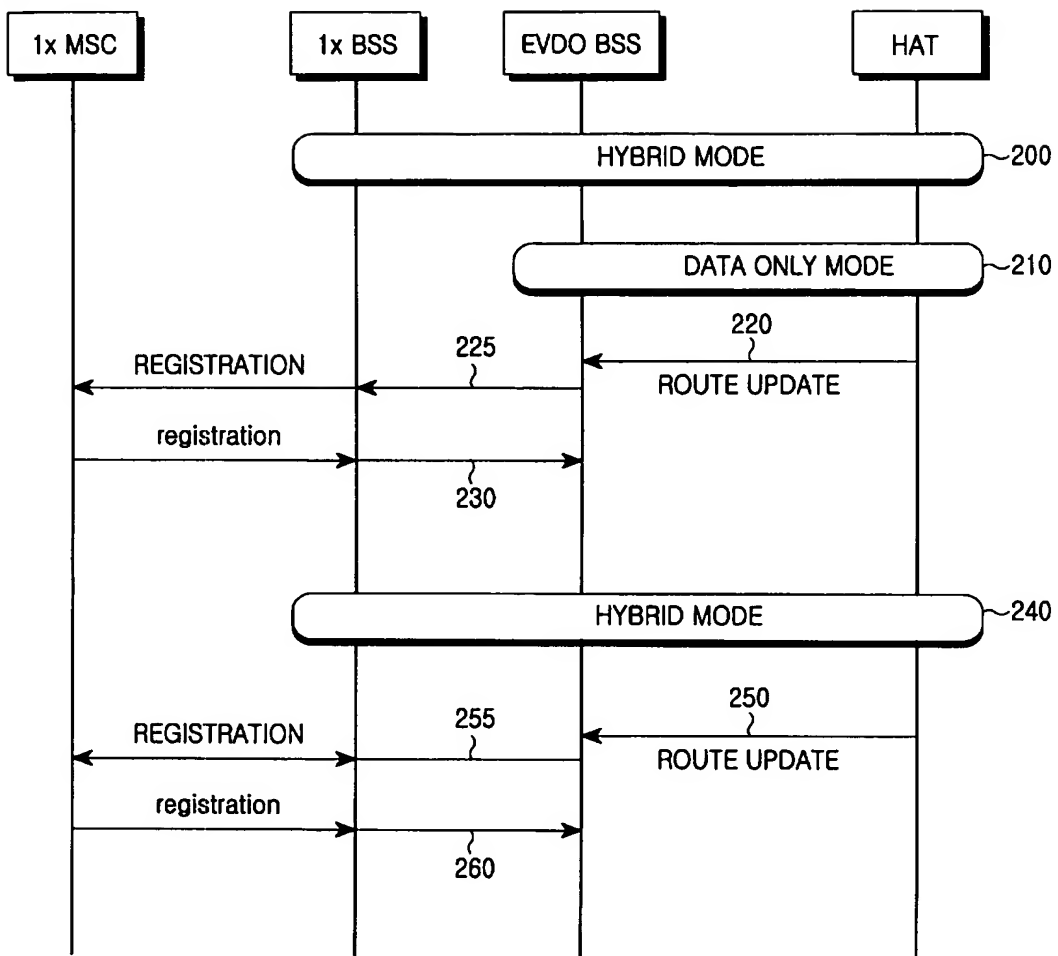 1x MSC
1x BSS
EVDO BSS
HAT
HYBRID MODE
200
DATA ONLY MODE
210
220
225
REGISTRATION
ROUTE UPDATE
registration
230
HYBRID MODE
240
250
255
REGISTRATION
ROUTE UPDATE
registration
260